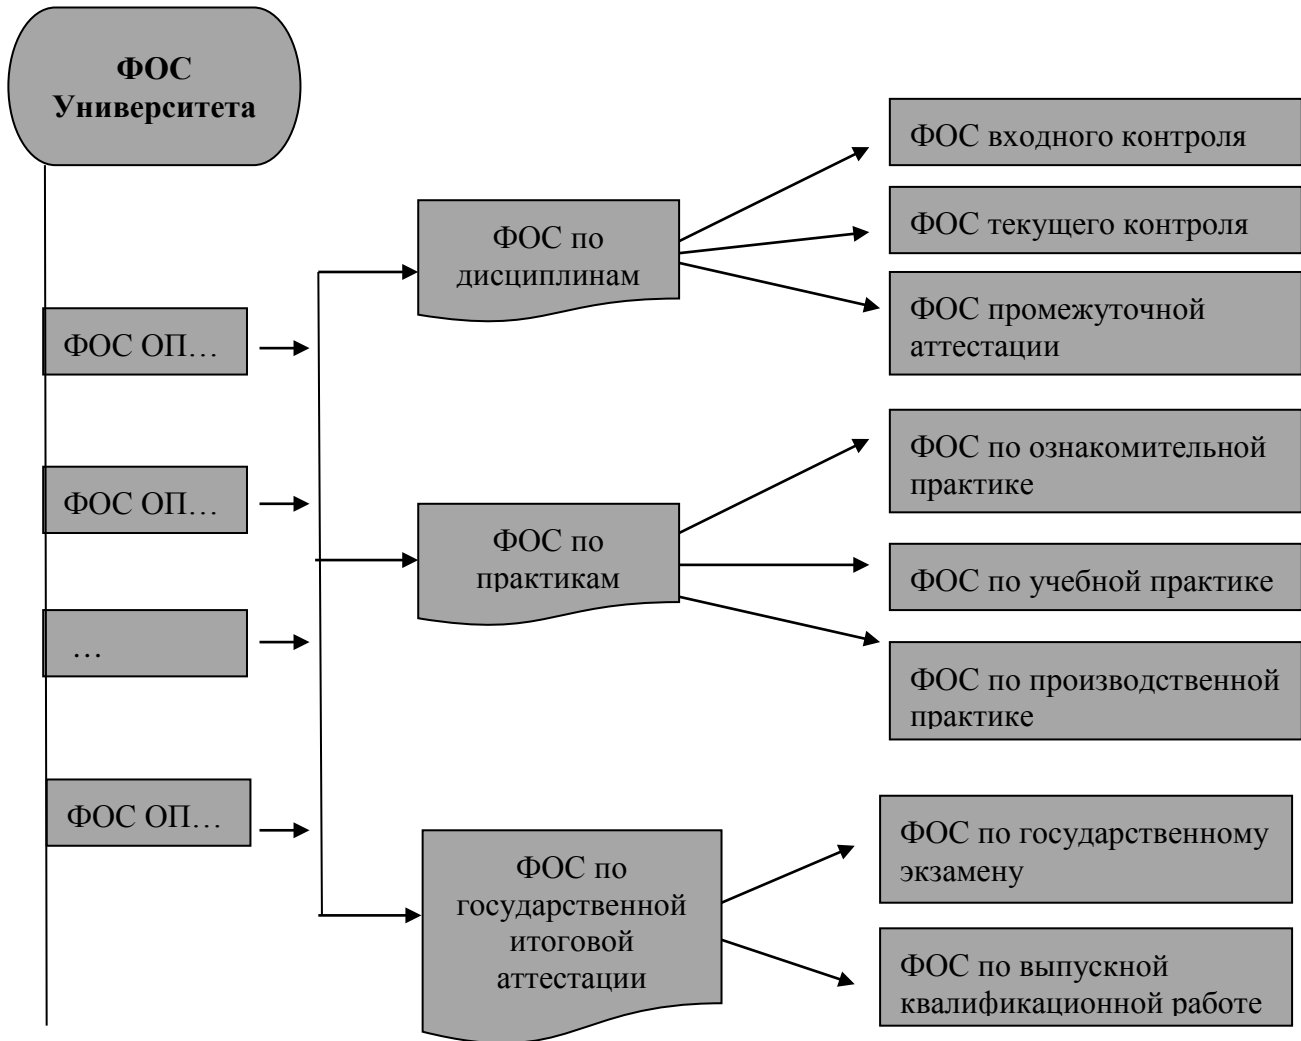 ФОС
Университета
ФОС ОП…
ФОС ОП…
…
ФОС ОП…
ФОС по
дисциплинам
ФОС по
практикам
ФОС по
государственной
итоговой
аттестации
ФОС входного контроля
ФОС текущего контроля
ФОС промежуточной
аттестации
ФОС по ознакомительной
практике
ФОС по учебной практике
ФОС по производственной
практике
ФОС по государственному
экзамену
ФОС по выпускной
квалификационной работе